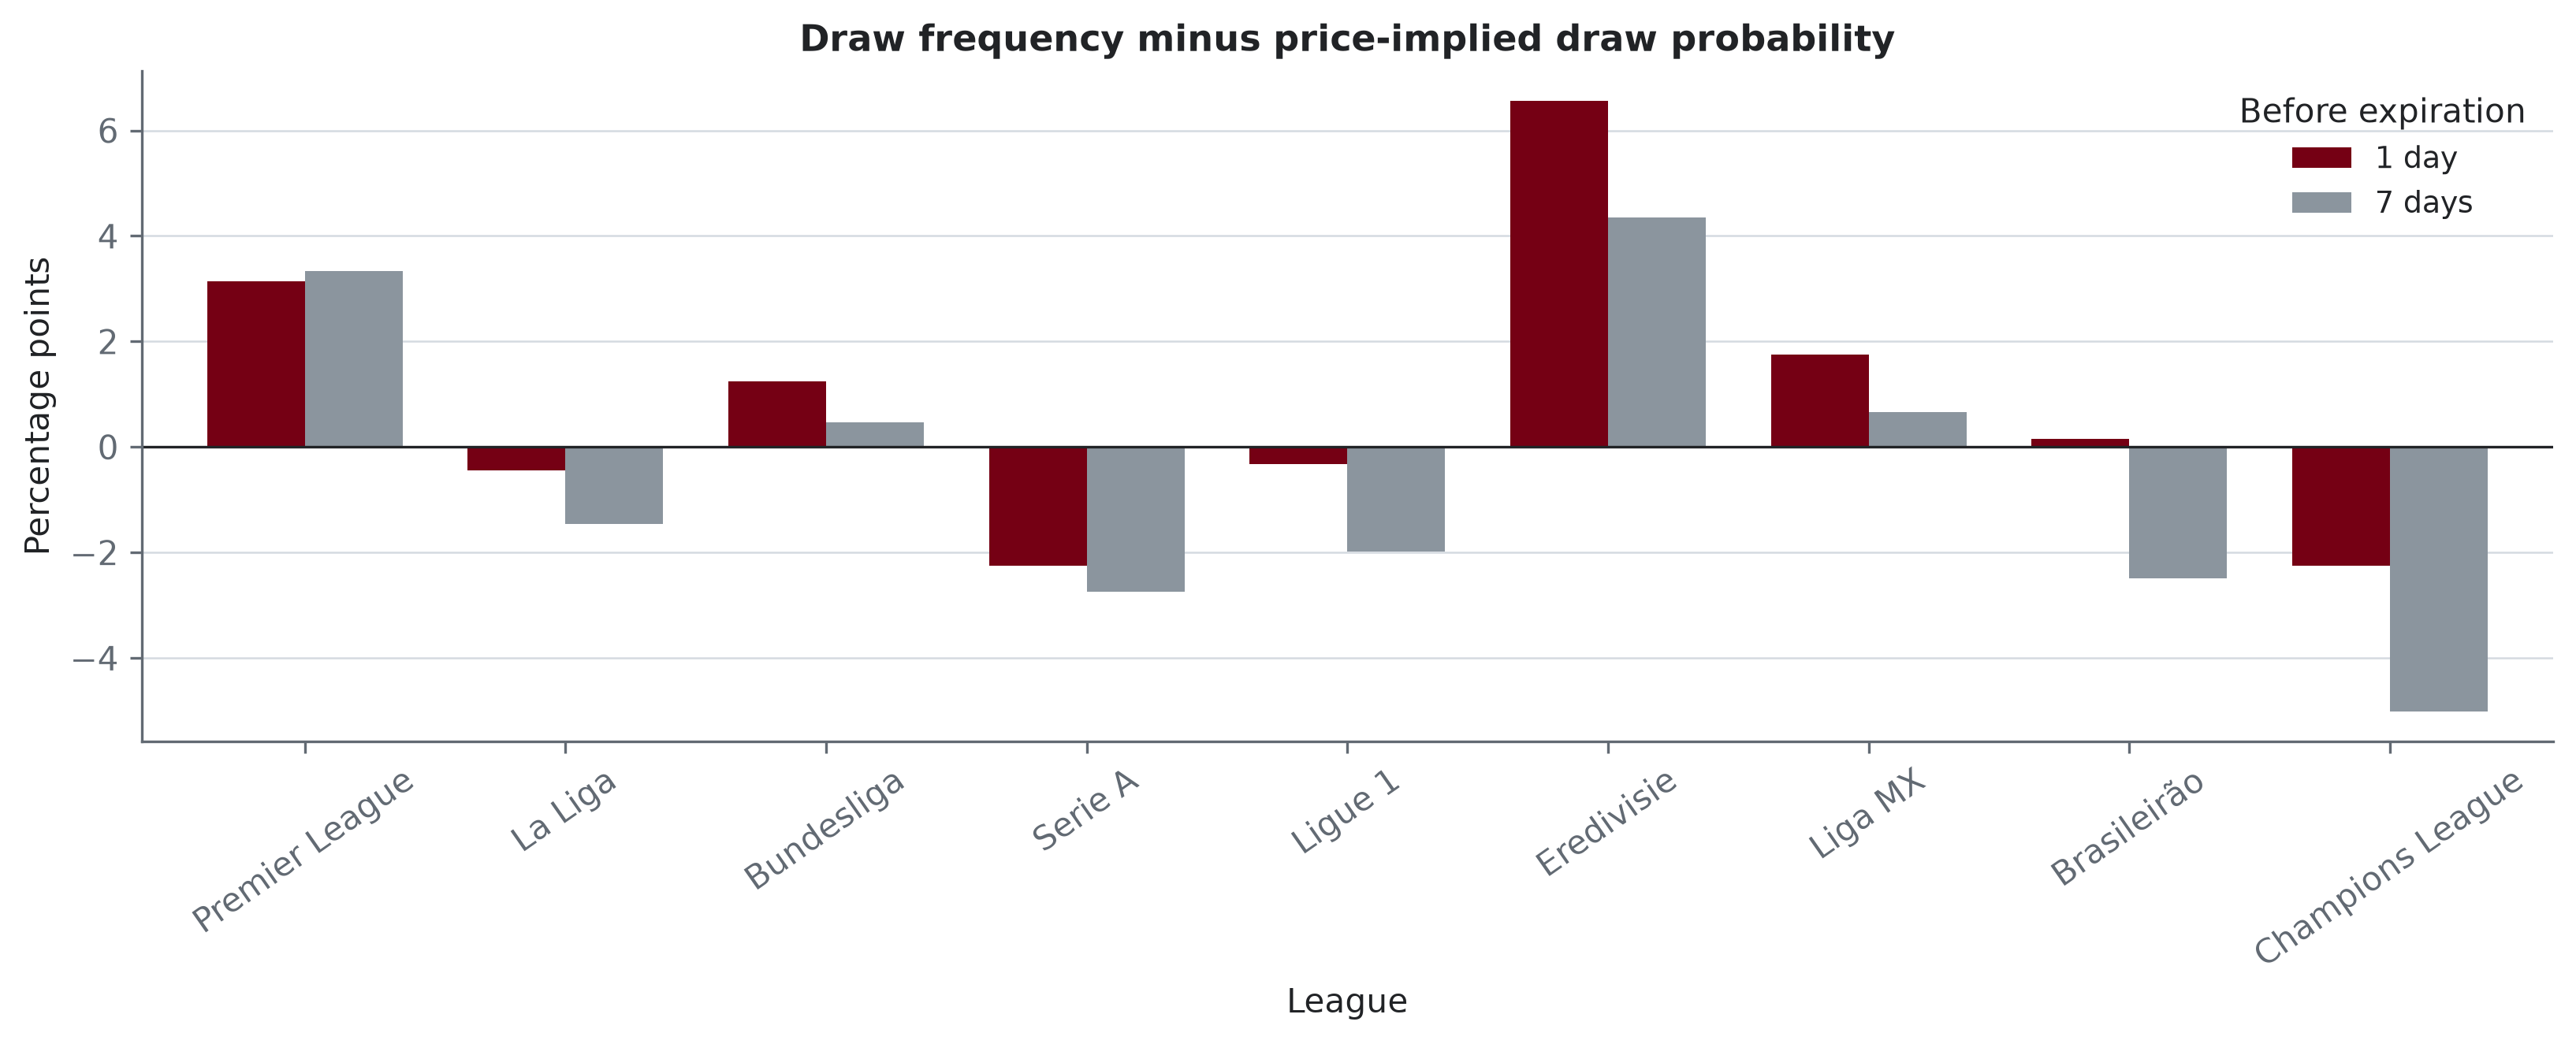 Draw frequency minus price-implied draw probability
Before expiration
1 day
7 days
Percentage points
6
4
2
0
−2
−4
Premier League
La Liga
Bundesliga
Serie A
Ligue 1
Eredivisie
Liga MX
Brasileirão
Champions League
League